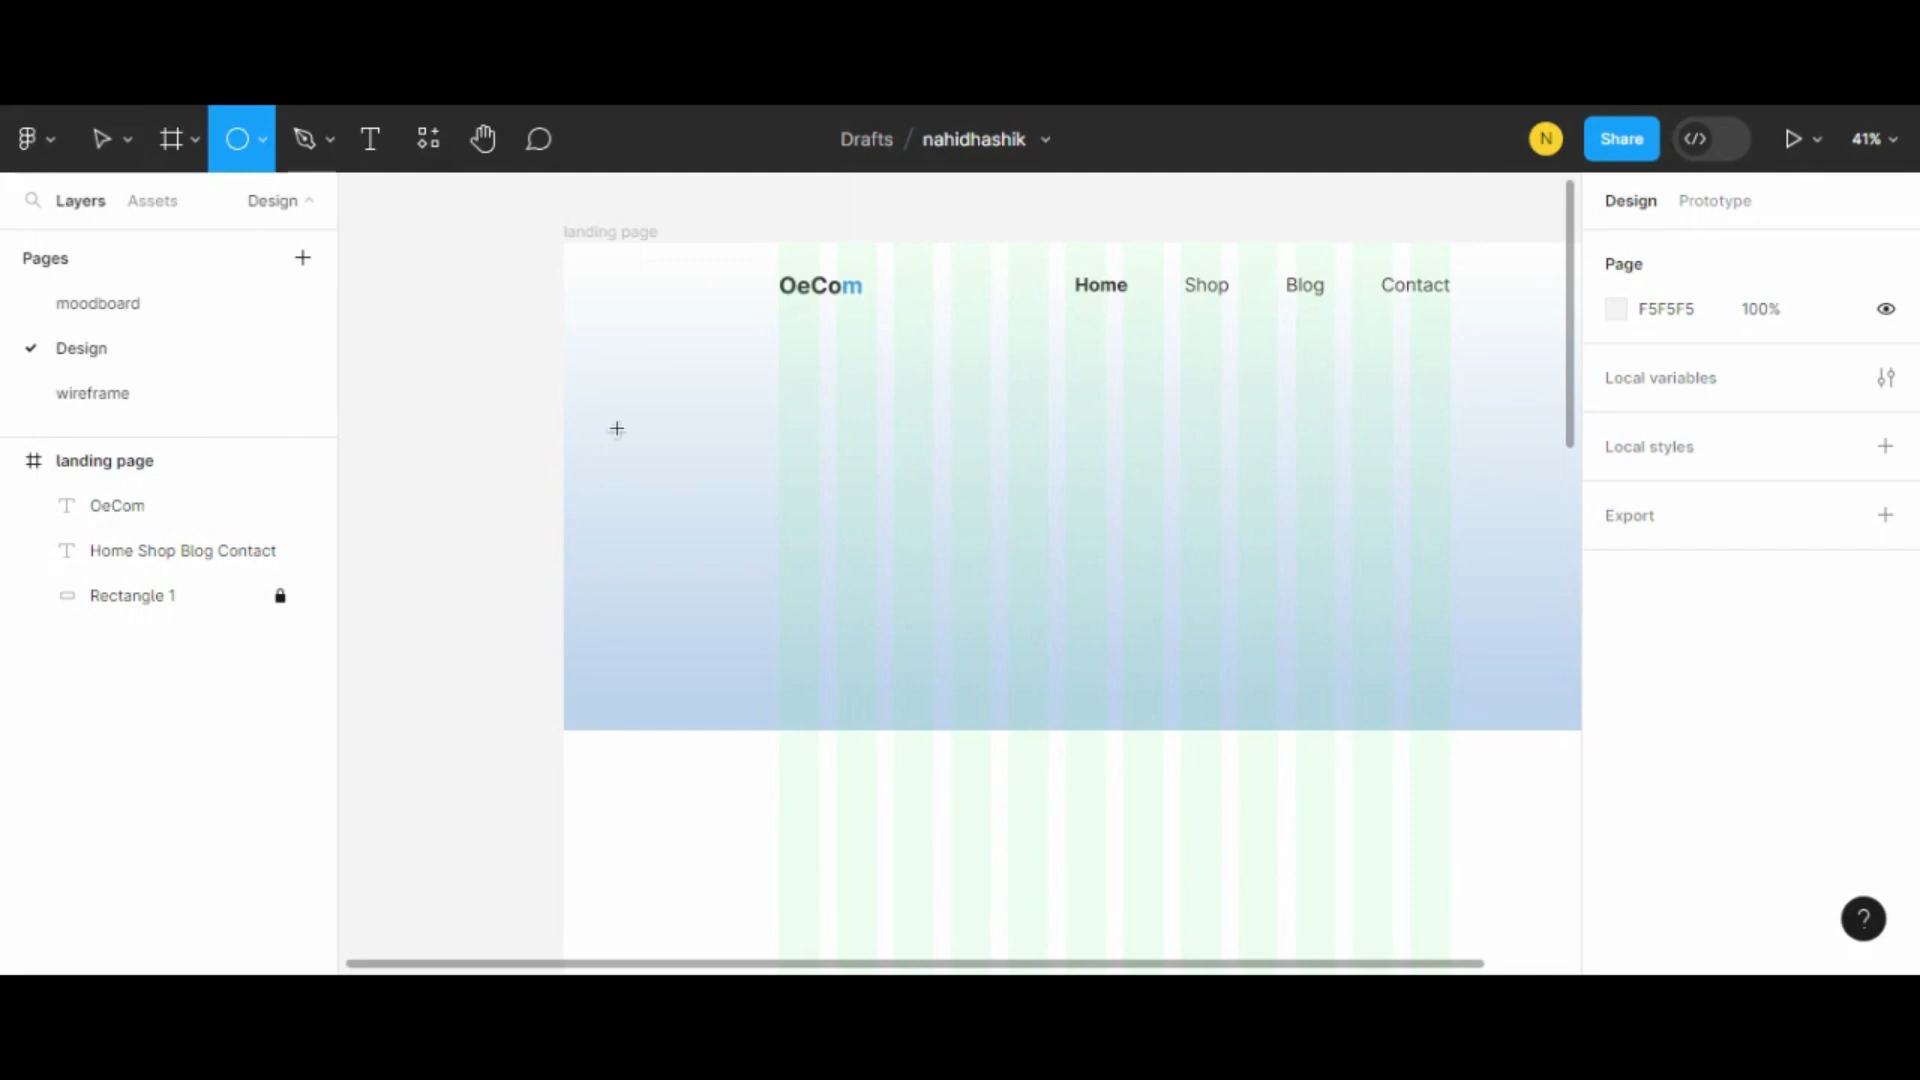 Drafts / nahidhashik
N
Share
41%
Layers
Assets
Design
Pages
moodboard
Design
wireframe
landing page
OeCom
Home Shop Blog Contact
Rectangle 1
landing page
OeCom
Home
Shop
Blog
Contact
Design
Prototype
Page
F5F5F5
100%
Local variables
Local styles
Export
?